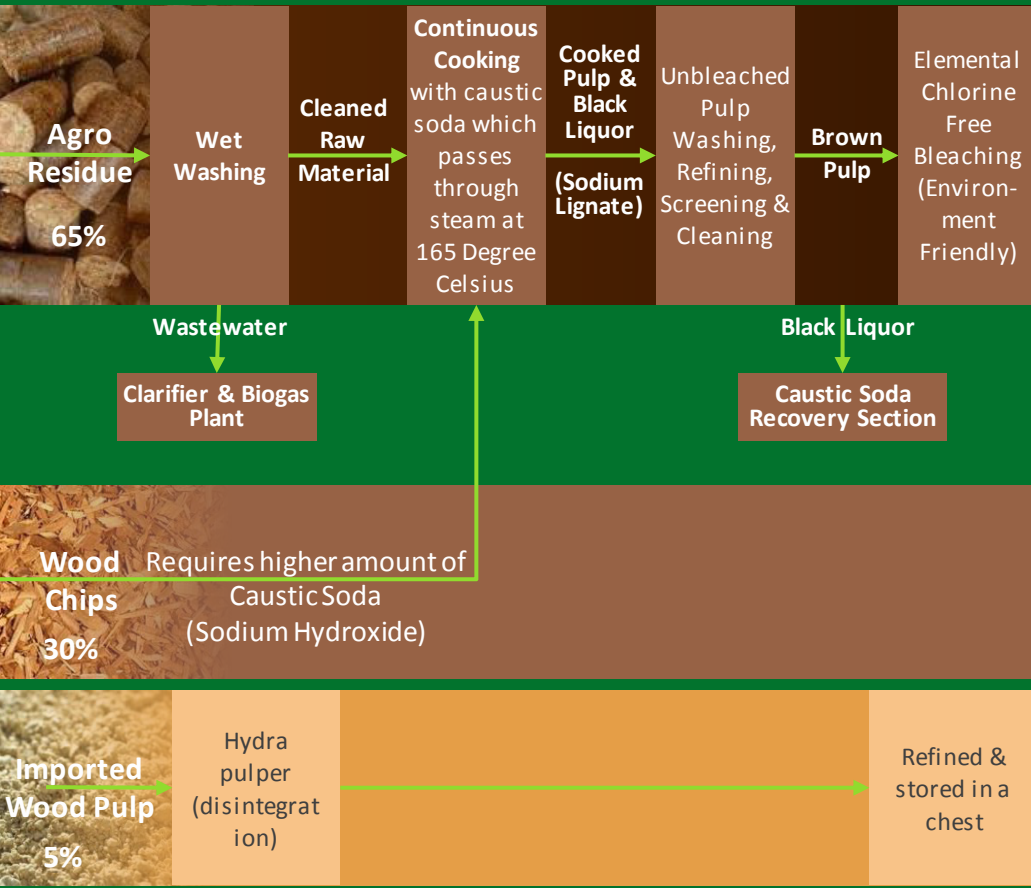 Agro
Residue
65%
Wet
Washing
Cleaned
Raw
Material
Continuous
Cooking
with caustic
soda which
passes
through
steam at
165 Degree
Celsius
Cooked
Pulp &
Black
Liquor
(Sodium
Lignate)
Unbleached
Pulp
Washing,
Refining,
Screening &
Cleaning
Brown
Pulp
Elemental
Chlorine
Free
Bleaching
(Environ-
ment
Friendly)
Wastewater
Black Liquor
Clarifier & Biogas
Plant
Caustic Soda
Recovery Section
Wood
Chips
30%
Requires higher amount of
Caustic Soda
(Sodium Hydroxide)
Imported
Wood Pulp
5%
Hydra
pulper
(disintegrat
ion)
Refined &
stored in a
chest